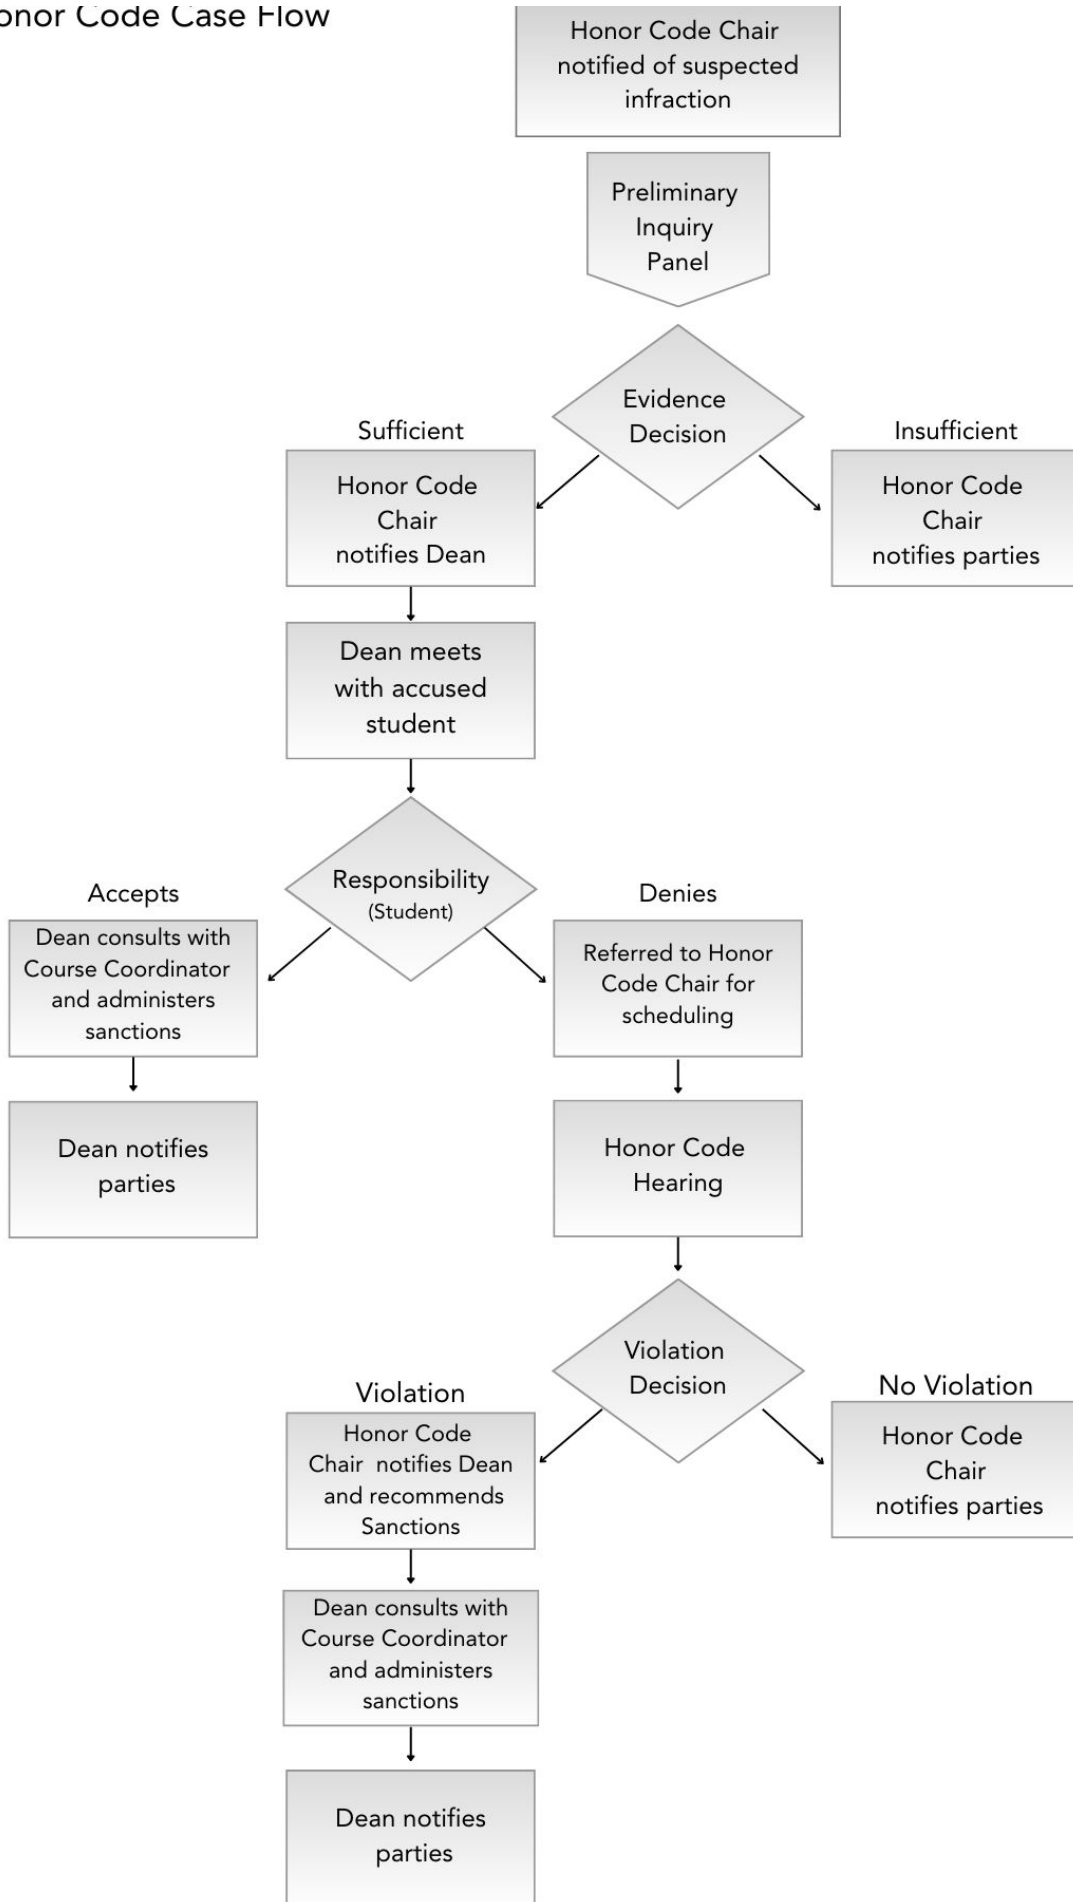 onor Code Case Flow
Honor Code Chair
notified of suspected
infraction
Preliminary
Inquiry
Panel
Evidence
Decision
Sufficient
Insufficient
Honor Code
Chair
notifies Dean
Honor Code
Chair
notifies parties
Dean meets
with accused
student
Responsibility
(Student)
Accepts
Denies
Dean consults with
Course Coordinator
and administers
sanctions
Referred to Honor
Code Chair for
scheduling
Dean notifies
parties
Honor Code
Hearing
Violation
Decision
Violation
No Violation
Honor Code
Chair notifies Dean
and recommends
Sanctions
Honor Code
Chair
notifies parties
Dean consults with
Course Coordinator
and administers
sanctions
Dean notifies
parties